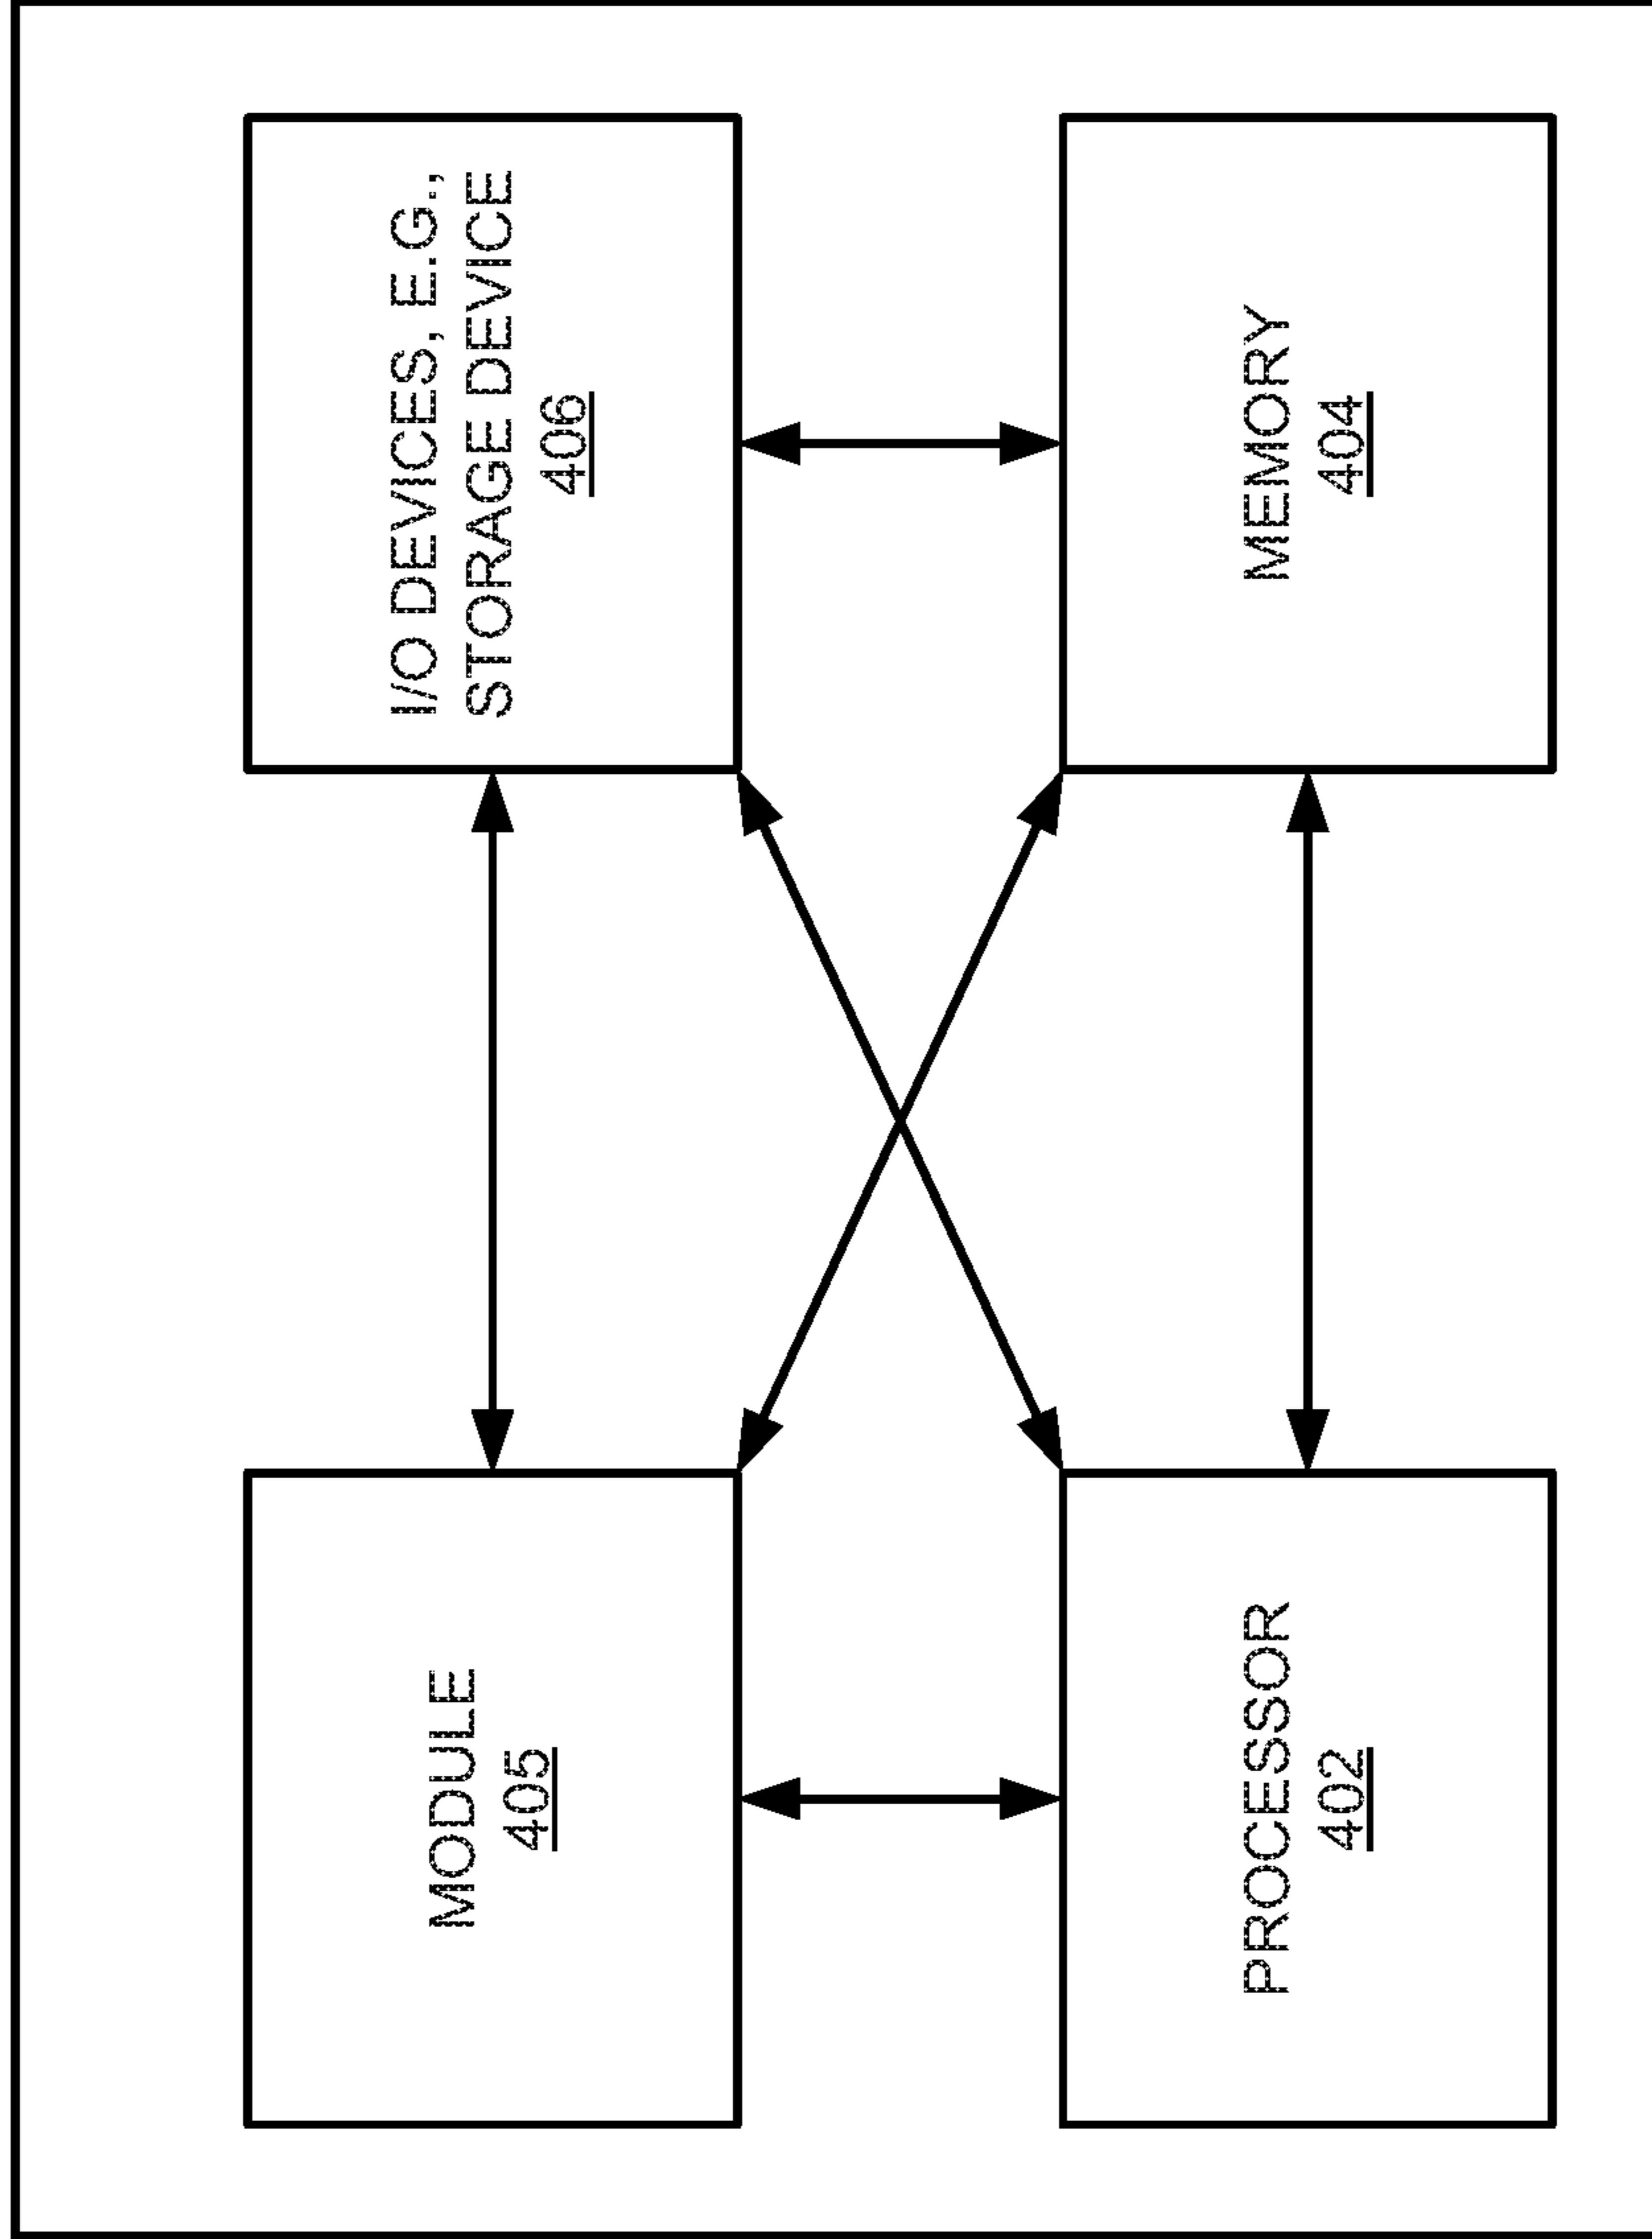 MODULE
405
I/O DEVICES, E.G.,
STORAGE DEVICE
406
PROCESSOR
402
MEMORY
404